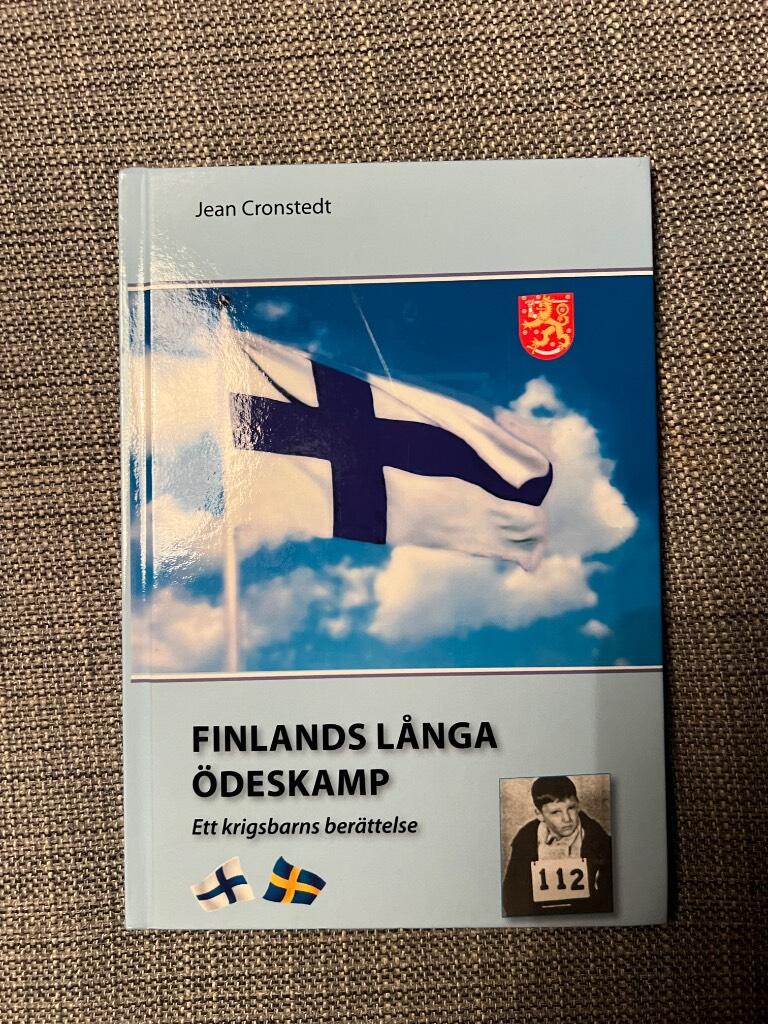 Jean Cronstedt
FINLANDS LÅNGA
ÖDESKAMP
Ett krigsbarns berättelse
112